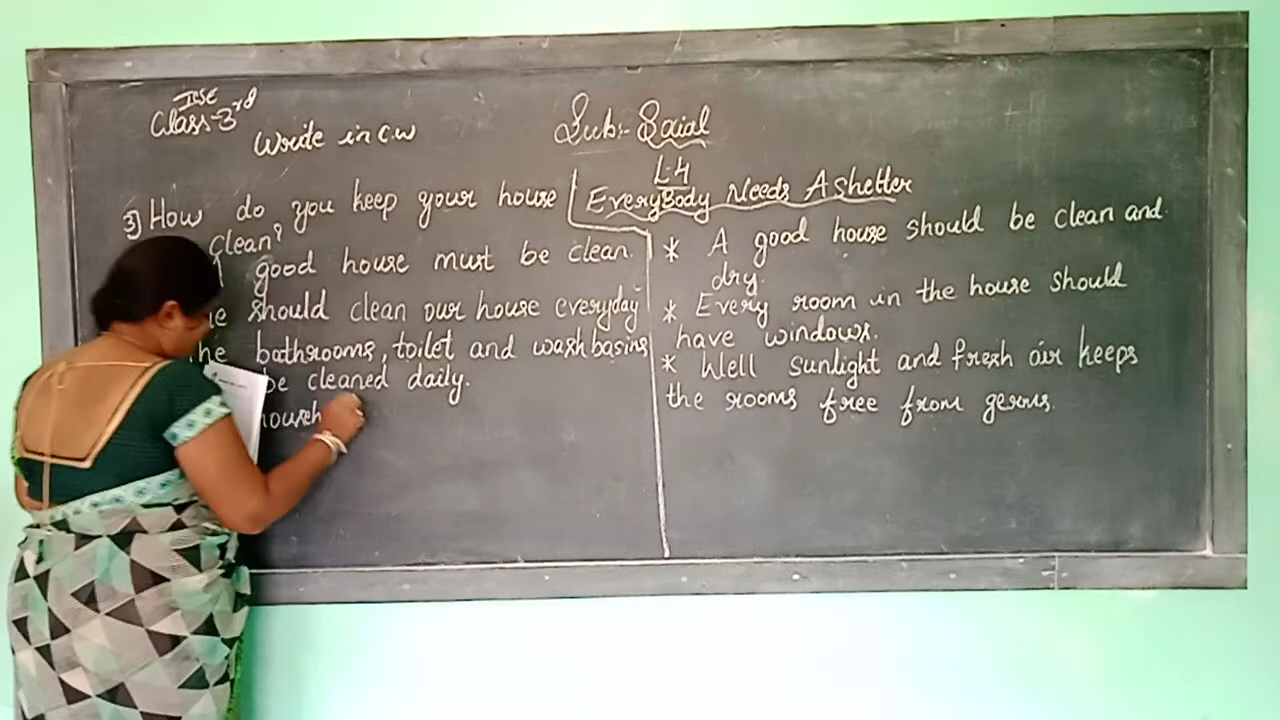 ICSE
Class-3rd
Write in C.W
Sub:- Social
L.4
EveryBody Needs A shelter
3) How do you keep your house
Clean?
good house must be clean.
should clean our house everyday
bathrooms, toilet and wash basins
be cleaned daily.
* A good house should be clean and
dry.
* Every room in the house should
have windows.
* Well sunlight and fresh air keeps
the rooms free from germs.